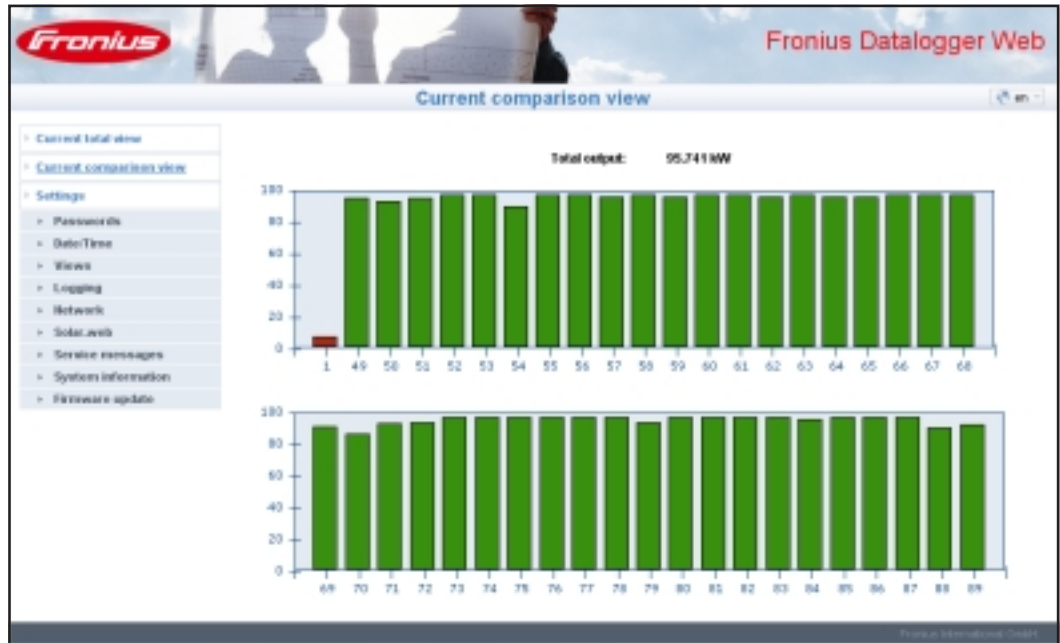 Fronius
Fronius Datalogger Web
Current comparison view
en
Current total view
Current comparison view
Settings
Passwords
Date/Time
Views
Logging
Network
Solar.web
Service messages
System information
Firmware update
Total output: 95.741 kW
100
80
60
40
20
0
1 49 50 51 52 53 54 55 56 57 58 59 60 61 62 63 64 65 66 67 68
100
80
60
40
20
0
69 70 71 72 73 74 75 76 77 78 79 80 81 82 83 84 85 86 87 88 89
Fronius International GmbH